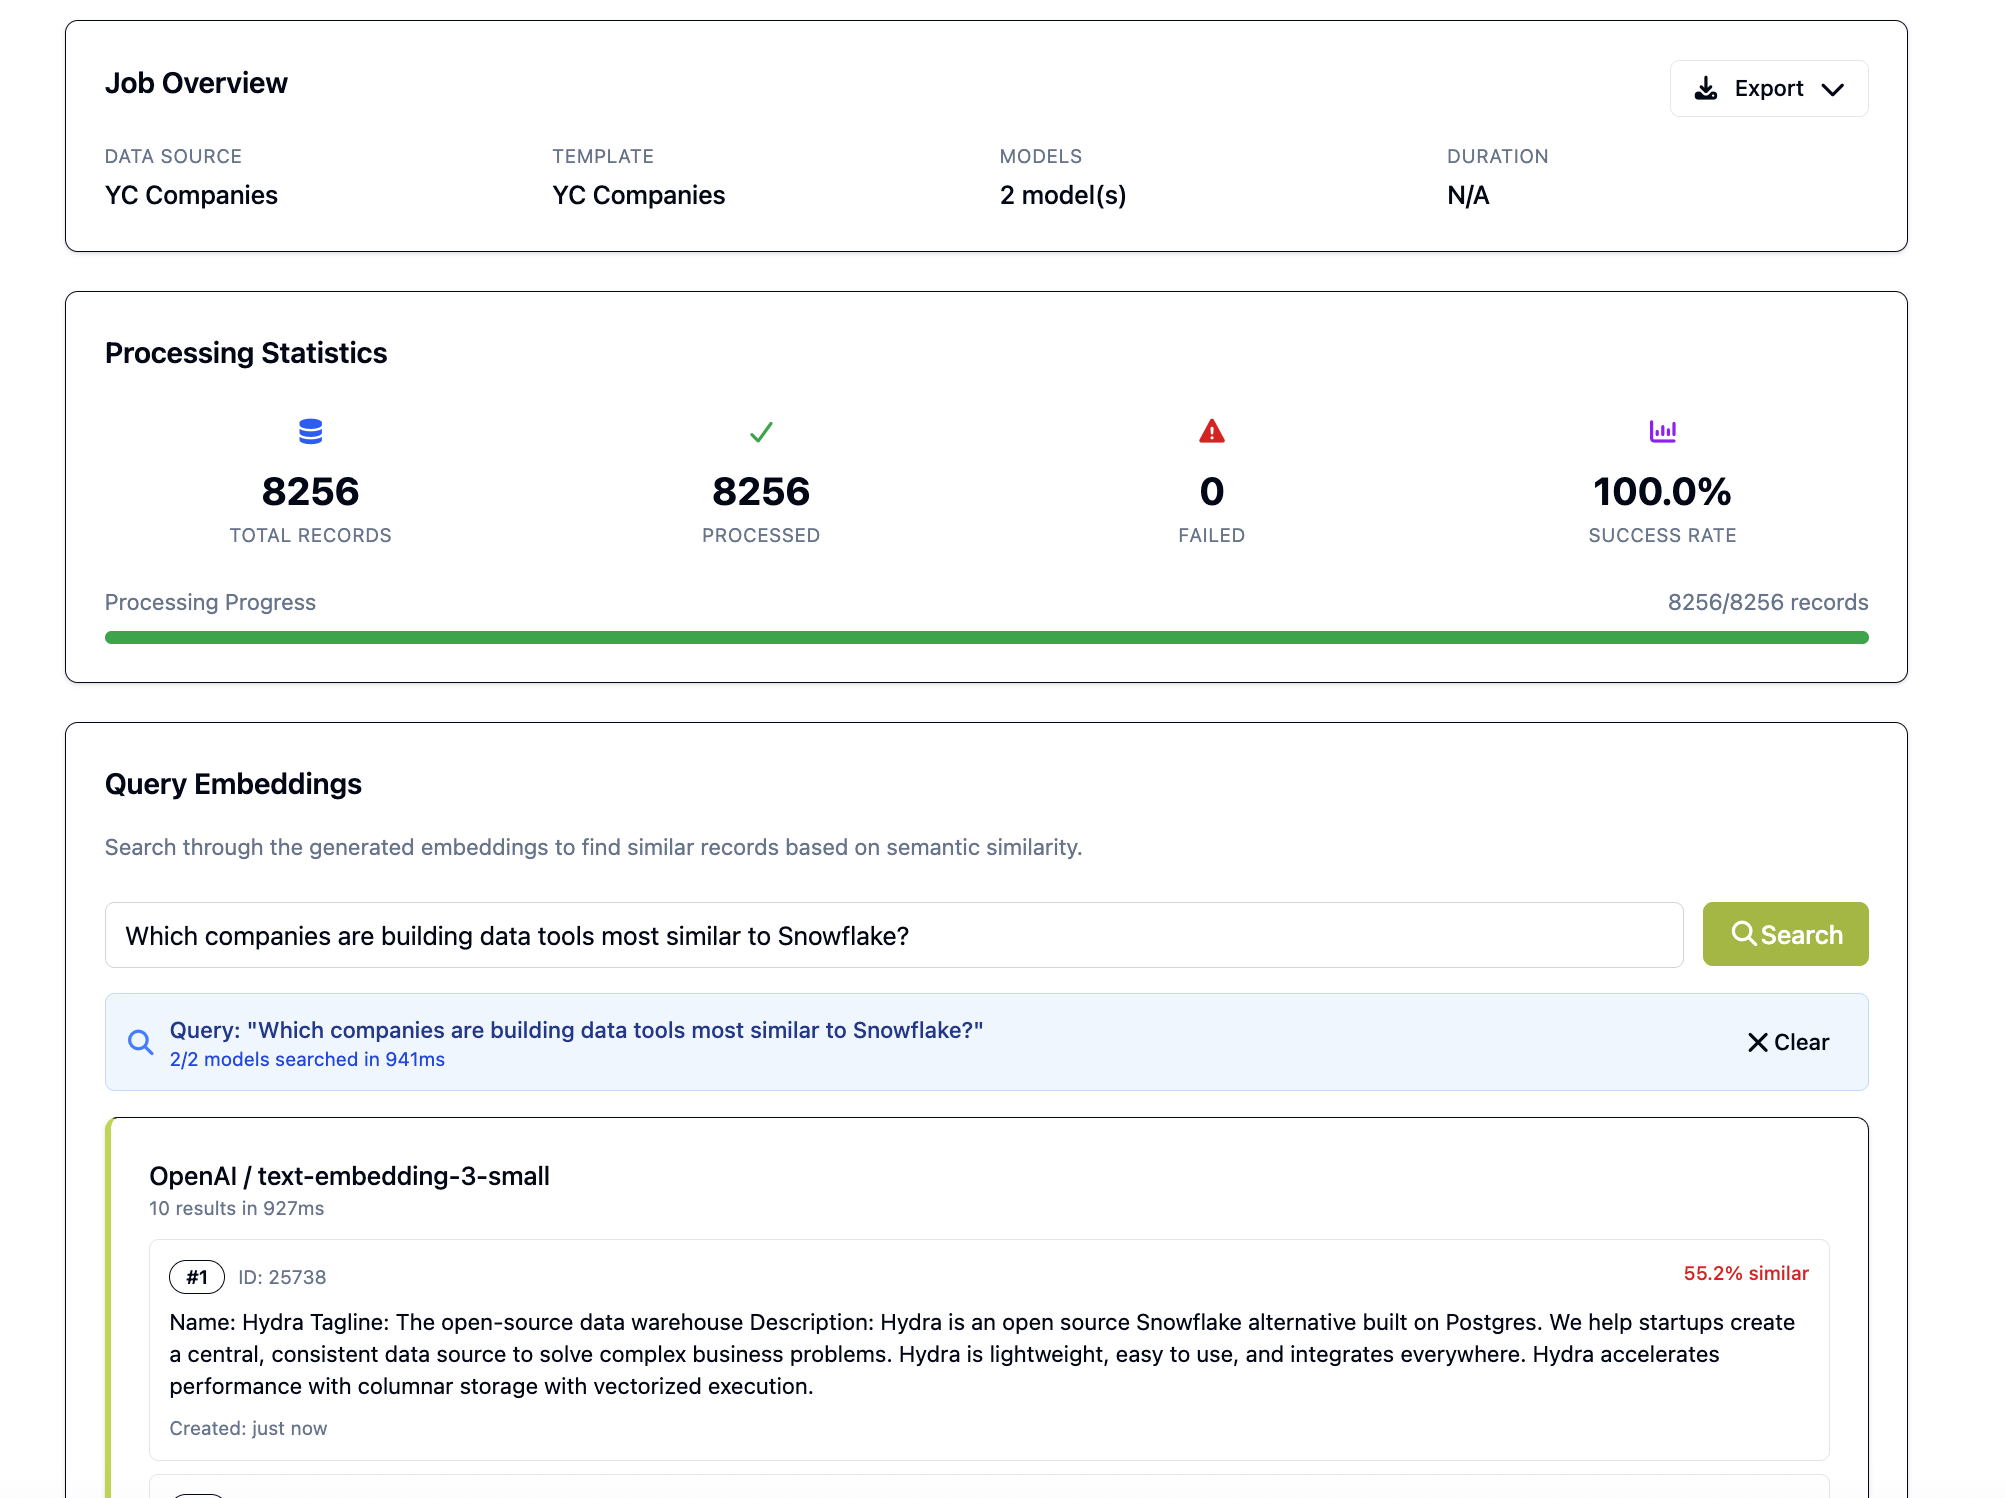 Job Overview
Export
DATA SOURCE
TEMPLATE
MODELS
DURATION
YC Companies
YC Companies
2 model(s)
N/A
Processing Statistics
8256
8256
0
100.0%
TOTAL RECORDS
PROCESSED
FAILED
SUCCESS RATE
Processing Progress
8256/8256 records
Query Embeddings
Search through the generated embeddings to find similar records based on semantic similarity.
Which companies are building data tools most similar to Snowflake?
Search
Query: "Which companies are building data tools most similar to Snowflake?"
2/2 models searched in 941ms
Clear
OpenAI / text-embedding-3-small
10 results in 927ms
#1 ID: 25738
55.2% similar
Name: Hydra Tagline: The open-source data warehouse Description: Hydra is an open source Snowflake alternative built on Postgres. We help startups create
a central, consistent data source to solve complex business problems. Hydra is lightweight, easy to use, and integrates everywhere. Hydra accelerates
performance with columnar storage with vectorized execution.
Created: just now